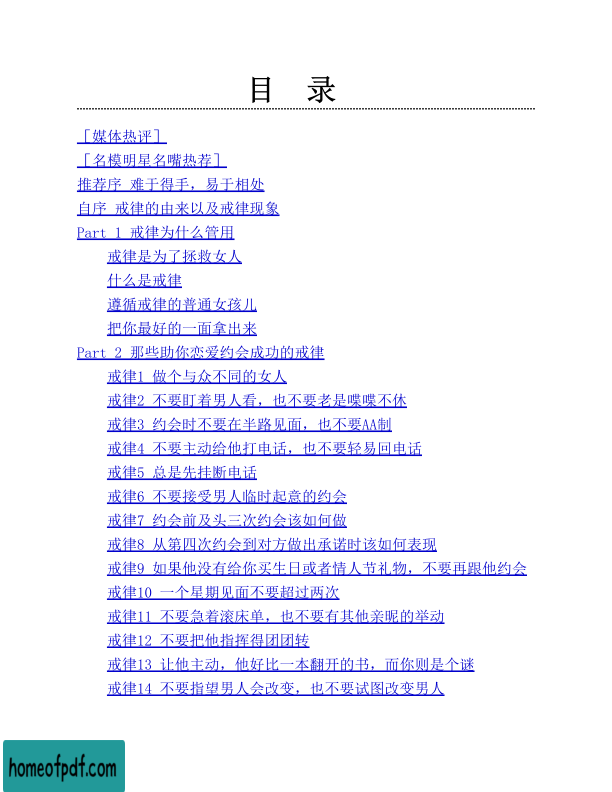 目 录
[媒体热评]
[名模明星名嘴热荐]
推荐序 难于得手，易于相处
自序 戒律的由来以及戒律现象
Part 1 戒律为什么管用
戒律是为了拯救女人
什么是戒律
遵循戒律的普通女孩儿
把你最好的一面拿出来
Part 2 那些助你恋爱约会成功的戒律
戒律1 做个与众不同的女人
戒律2 不要盯着男人看，也不要老是喋喋不休
戒律3 约会时不要在半路见面，也不要AA制
戒律4 不要主动给他打电话，也不要轻易回电话
戒律5 总是先挂断电话
戒律6 不要接受男人临时起意的约会
戒律7 约会前及头三次约会该如何做
戒律8 从第四次约会到对方做出承诺时该如何表现
戒律9 如果他没有给你买生日或者情人节礼物，不要再跟他约会
戒律10 一个星期见面不要超过两次
戒律11 不要急着滚床单，也不要有其他亲昵的举动
戒律12 不要把他指挥得团团转
戒律13 让他主动，他好比一本翻开的书，而你则是个谜
戒律14 不要指望男人会改变，也不要试图改变男人
homeofpdf.com